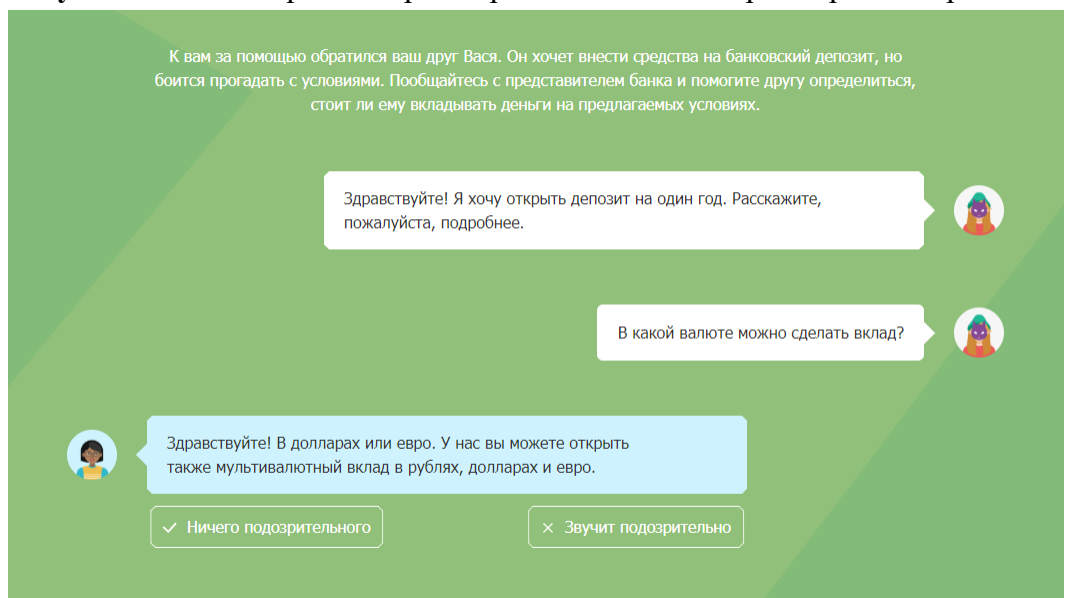 К вам за помощью обратился ваш друг Вася. Он хочет внести средства на банковский депозит, но
боится прогадать с условиями. Пообщайтесь с представителем банка и помогите другу определиться,
стоит ли ему вкладывать деньги на предлагаемых условиях.
Здравствуйте! Я хочу открыть депозит на один год. Расскажите,
пожалуйста, подробнее.
В какой валюте можно сделать вклад?
Здравствуйте! В долларах или евро. У нас вы можете открыть
также мультивалютный вклад в рублях, долларах и евро.
Ничего подозрительного
Звучит подозрительно